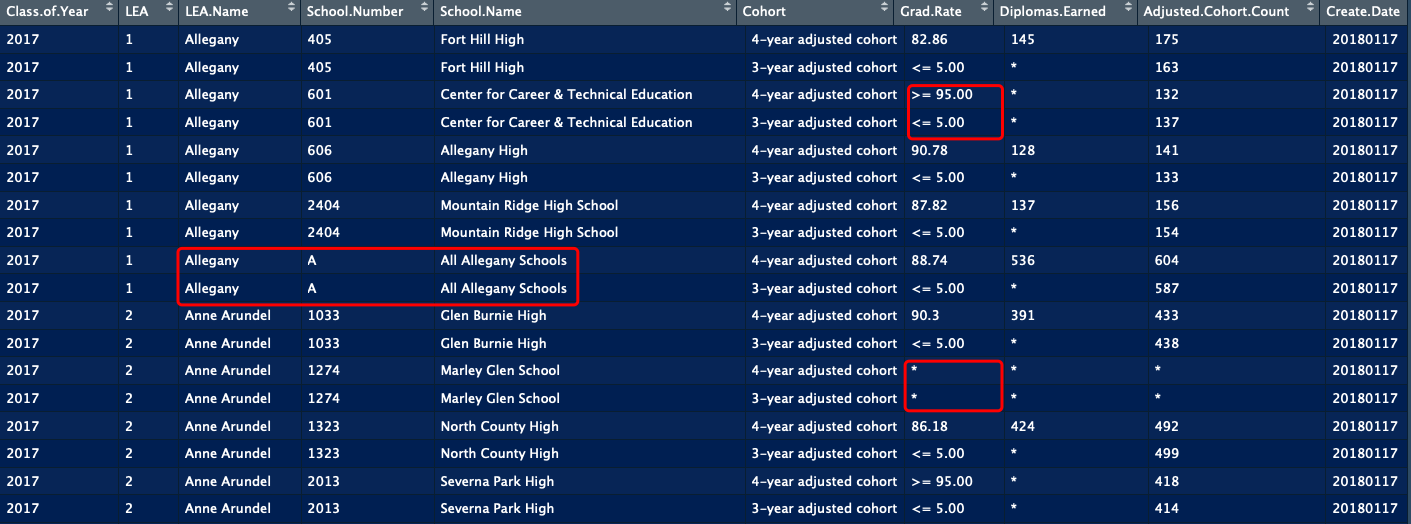 Class.of.Year LEA LEA.Name School.Number School.Name Cohort Grad.Rate Diplomas.Earned Adjusted.Cohort.Count Create.Date
2017 1 Allegany 405 Fort Hill High 4-year adjusted cohort 82.86 145 175 20180117
2017 1 Allegany 405 Fort Hill High 3-year adjusted cohort <= 5.00 * 163 20180117
2017 1 Allegany 601 Center for Career & Technical Education 4-year adjusted cohort >= 95.00 * 132 20180117
2017 1 Allegany 601 Center for Career & Technical Education 3-year adjusted cohort <= 5.00 * 137 20180117
2017 1 Allegany 606 Allegany High 4-year adjusted cohort 90.78 128 141 20180117
2017 1 Allegany 606 Allegany High 3-year adjusted cohort <= 5.00 * 133 20180117
2017 1 Allegany 2404 Mountain Ridge High School 4-year adjusted cohort 87.82 137 156 20180117
2017 1 Allegany 2404 Mountain Ridge High School 3-year adjusted cohort <= 5.00 * 154 20180117
2017 1 Allegany A All Allegany Schools 4-year adjusted cohort 88.74 536 604 20180117
2017 1 Allegany A All Allegany Schools 3-year adjusted cohort <= 5.00 * 587 20180117
2017 2 Anne Arundel 1033 Glen Burnie High 4-year adjusted cohort 90.3 391 433 20180117
2017 2 Anne Arundel 1033 Glen Burnie High 3-year adjusted cohort <= 5.00 * 438 20180117
2017 2 Anne Arundel 1274 Marley Glen School 4-year adjusted cohort * * * 20180117
2017 2 Anne Arundel 1274 Marley Glen School 3-year adjusted cohort * * * 20180117
2017 2 Anne Arundel 1323 North County High 4-year adjusted cohort 86.18 424 492 20180117
2017 2 Anne Arundel 1323 North County High 3-year adjusted cohort <= 5.00 * 499 20180117
2017 2 Anne Arundel 2013 Severna Park High 4-year adjusted cohort >= 95.00 * 418 20180117
2017 2 Anne Arundel 2013 Severna Park High 3-year adjusted cohort <= 5.00 * 414 20180117